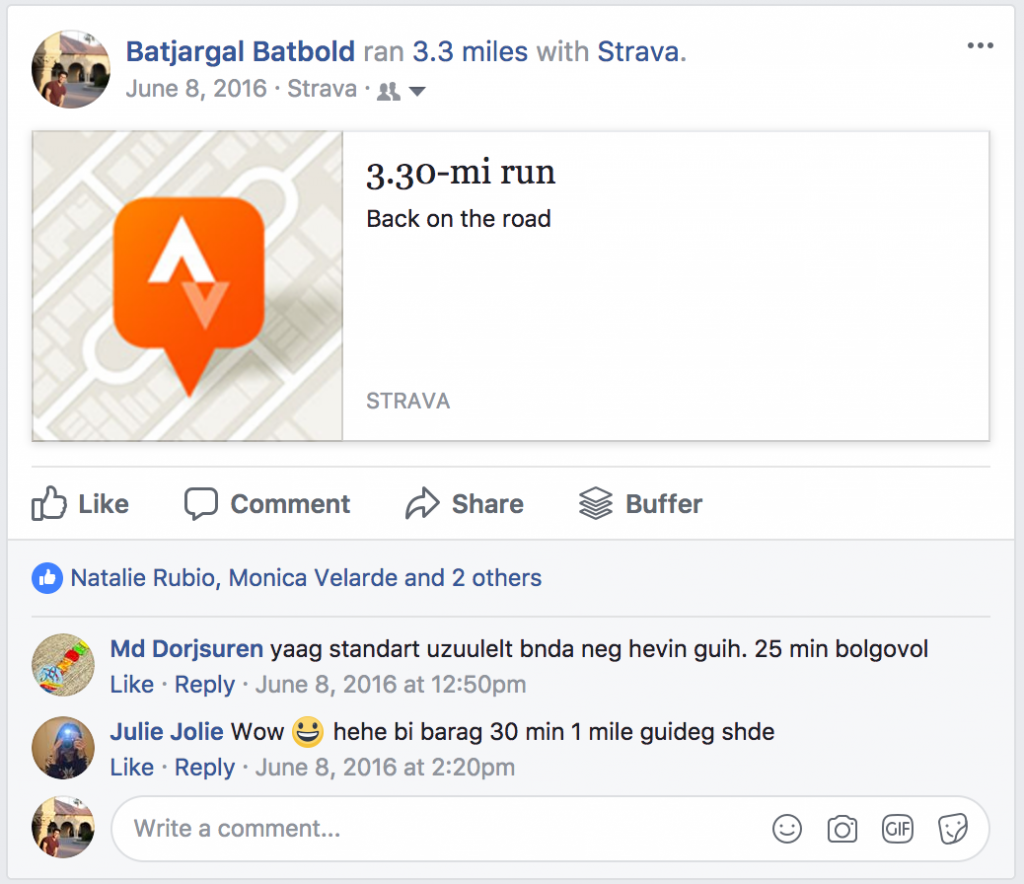 Batjargal Batbold ran 3.3 miles with Strava.
June 8, 2016 · Strava ·
3.30-mi run
Back on the road
STRAVA
Like Comment Share Buffer
Natalie Rubio, Monica Velarde and 2 others
Md Dorjsuren yaag standart uzuulelt bnda neg hevin guih. 25 min bolgovol
Like · Reply · June 8, 2016 at 12:50pm
Julie Jolie Wow 😀 hehe bi barag 30 min 1 mile guideg shde
Like · Reply · June 8, 2016 at 2:20pm
Write a comment...
GIF